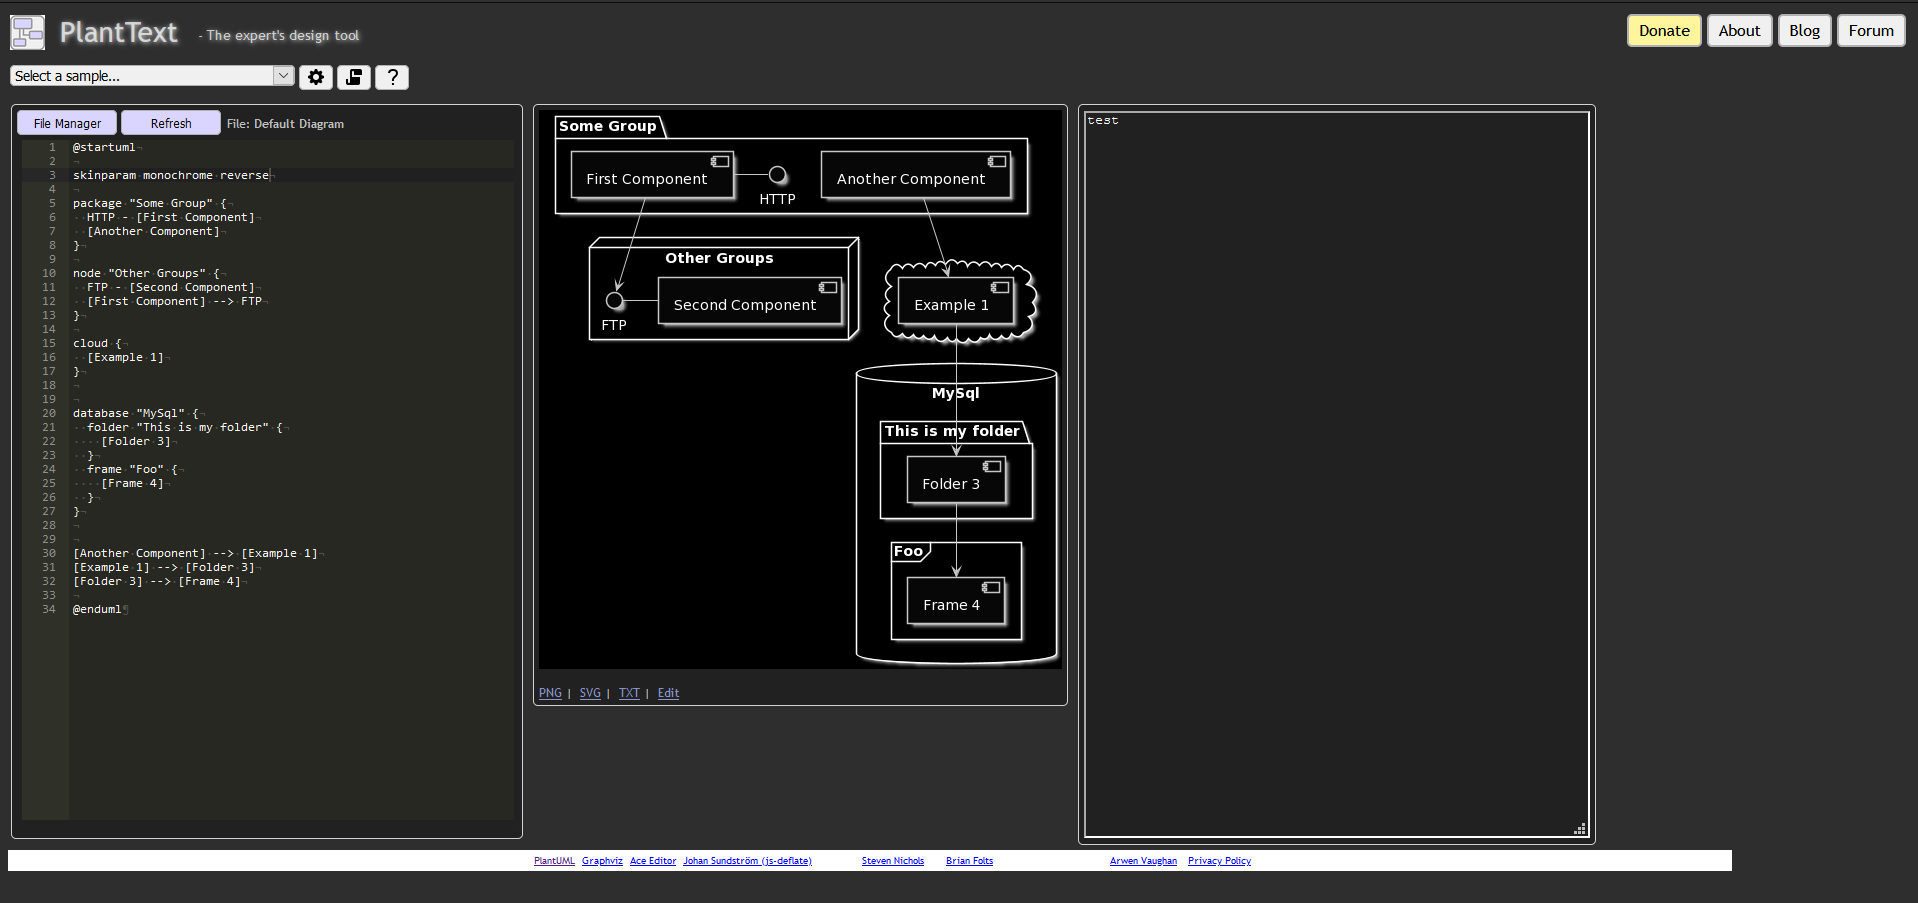 PlantText - The expert's design tool
Donate About Blog Forum
Select a sample... ?
File Manager Refresh File: Default Diagram
1 @startuml
2
3 skinparam monochrome reverse
4
5 package "Some Group" {
6 HTTP - [First Component]
7 [Another Component]
8 }
9
10 node "Other Groups" {
11 FTP - [Second Component]
12 [First Component] --> FTP
13 }
14
15 cloud {
16 [Example 1]
17 }
18
19
20 database "MySql" {
21 folder "This is my folder" {
22 [Folder 3]
23 }
24 frame "Foo" {
25 [Frame 4]
26 }
27 }
28
29
30 [Another Component] --> [Example 1]
31 [Example 1] --> [Folder 3]
32 [Folder 3] --> [Frame 4]
33
34 @enduml
Some Group
First Component
HTTP
Another Component
Other Groups
FTP
Second Component
Example 1
MySql
This is my folder
Folder 3
Foo
Frame 4
PNG | SVG | TXT | Edit
test
PlantUML Graphviz Ace Editor Johan Sundström (js-deflate) Steven Nichols Brian Folts Arwen Vaughan Privacy Policy